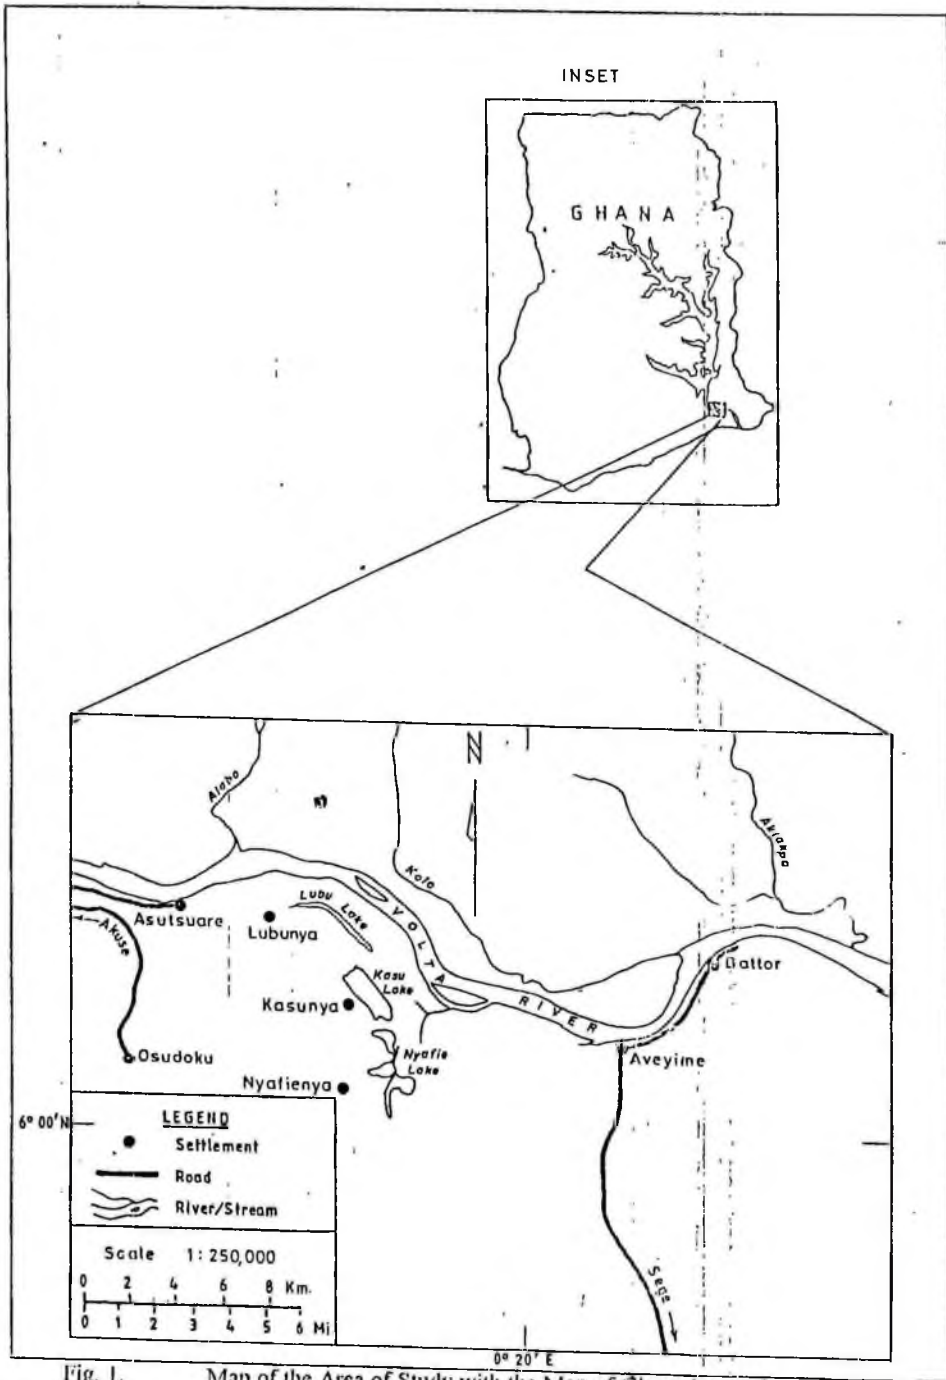 INSET
GHANA
N
Alabo
Kolo
Akiakpa
Lubu Lake
VOLTA RIVER
Asutsuare
Akuse
Lubunya
Kasu
Lake
Kasunya
Battor
Osudoku
Nyafie
Lake
Aveyime
Nyafienya
6° 00'N
LEGEND
Settlement
Road
River/Stream
Scale 1:250,000
0 2 4 6 8 Km.
0 1 2 3 4 5 6 Mi
Sege
0° 20' E
Fig. 1. Map of the Area of Study with the Map of